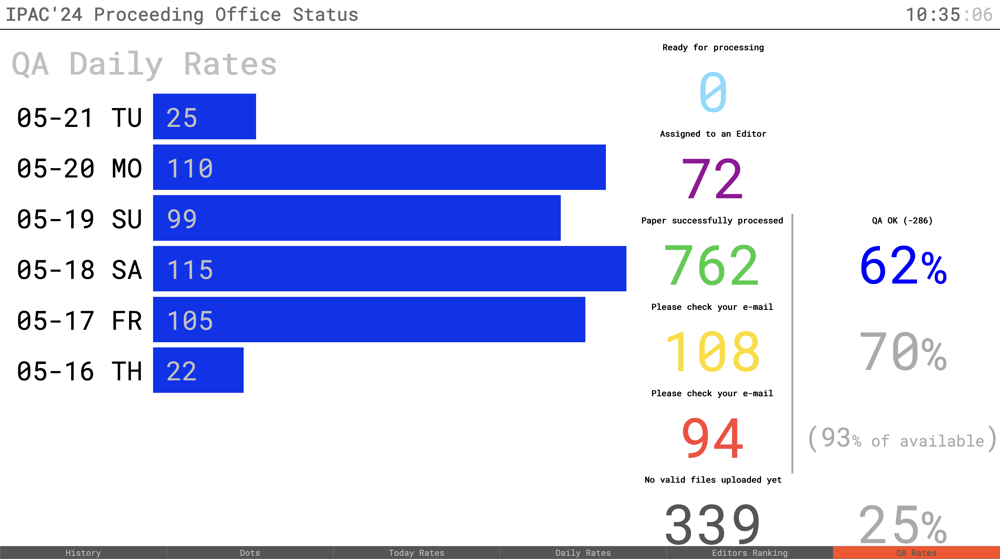 IPAC'24 Proceeding Office Status
10:35:06
QA Daily Rates
05-21 TU 25
05-20 MO 110
05-19 SU 99
05-18 SA 115
05-17 FR 105
05-16 TH 22
Ready for processing
0
Assigned to an Editor
72
Paper successfully processed
762
QA OK (-286)
62%
Please check your e-mail
108
70%
Please check your e-mail
94
(93% of available)
No valid files uploaded yet
339
25%
History Dots Today Rates Daily Rates Editors Ranking QA Rates